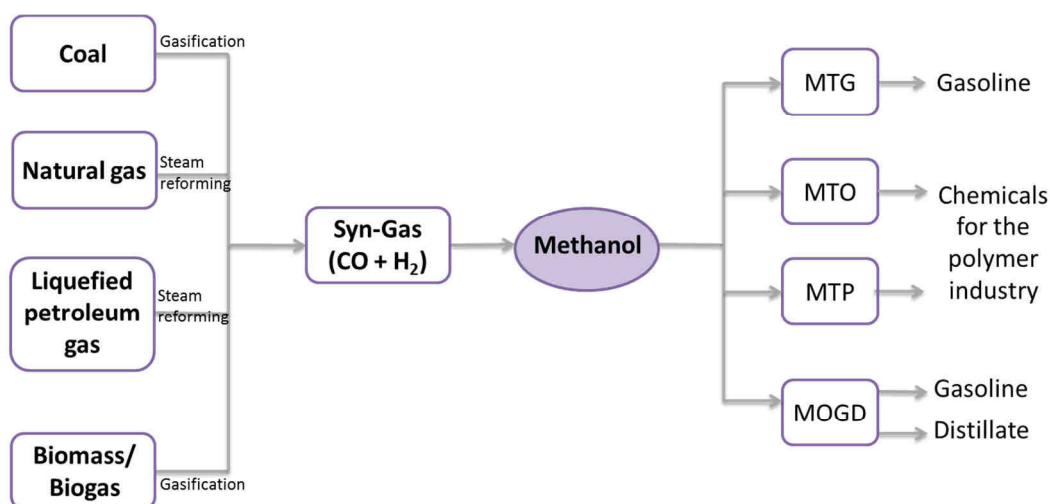 Coal
Gasification
Natural gas
Steam
reforming
Liquefied
petroleum
gas
Steam
reforming
Biomass/
Biogas
Gasification
Syn-Gas
(CO + H₂)
Methanol
MTG
Gasoline
MTO
MTP
Chemicals
for the
polymer
industry
MOGD
Gasoline
Distillate